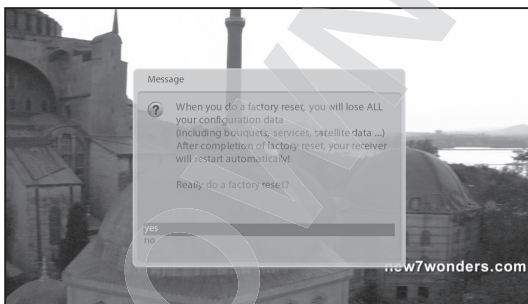 Message
When you do a factory reset, you will lose ALL
your configuration data
(including bouquets, services, satellite data ...)
After completion of factory reset, your receiver
will restart automatically!
Really do a factory reset?
yes
no
new7wonders.com